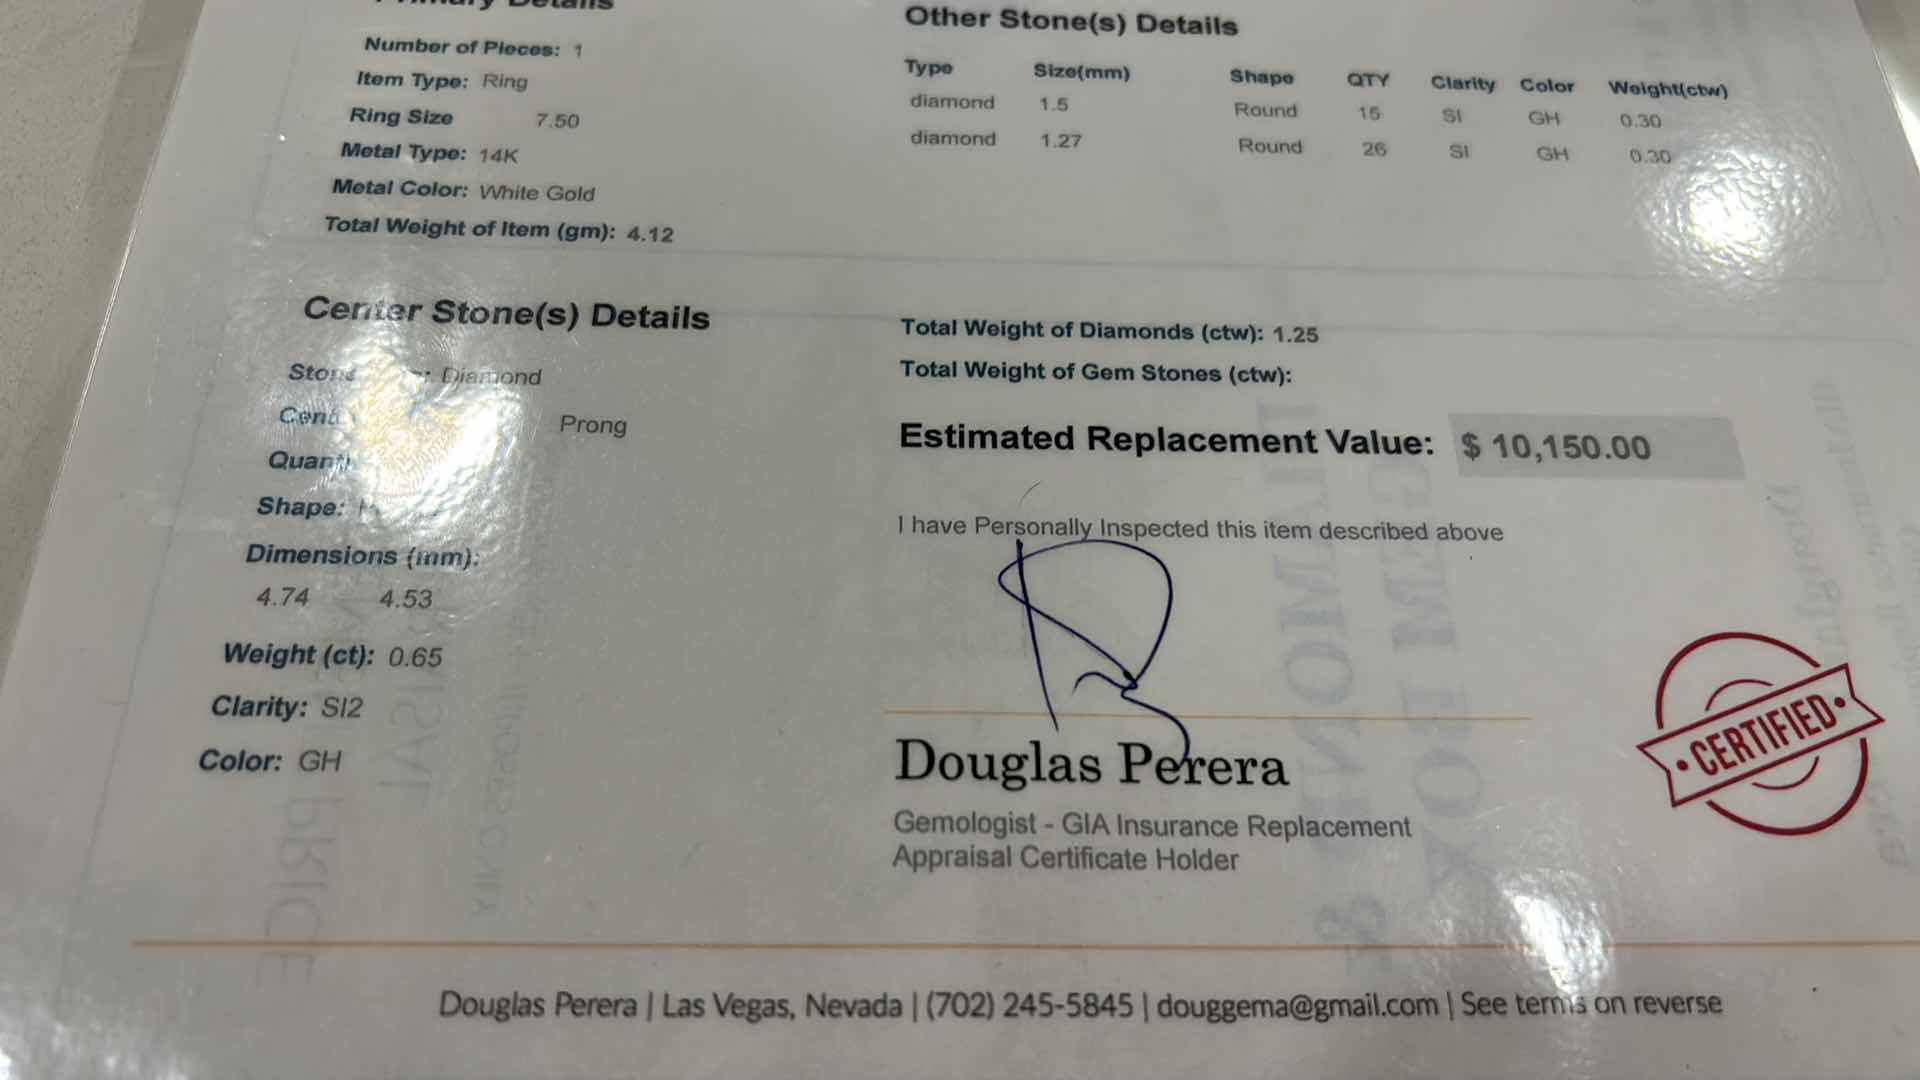 Primary Details
Number of Pieces: 1
Item Type: Ring
Ring Size 7.50
Metal Type: 14K
Metal Color: White Gold
Total Weight of Item (gm): 4.12
Other Stone(s) Details
Type Size(mm) Shape QTY Clarity Color Weight(ctw)
diamond 1.5 Round 15 SI GH 0.30
diamond 1.27 Round 26 SI GH 0.30
Center Stone(s) Details
Stone Diamond
Prong
Shape:
Dimensions (mm):
4.74 4.53
Weight (ct): 0.65
Clarity: SI2
Color: GH
Total Weight of Diamonds (ctw): 1.25
Total Weight of Gem Stones (ctw):
Estimated Replacement Value: $ 10,150.00
I have Personally Inspected this item described above
Douglas Perera
Gemologist - GIA Insurance Replacement
Appraisal Certificate Holder
• CERTIFIED •
Douglas Perera | Las Vegas, Nevada | (702) 245-5845 | douggema@gmail.com | See terms on reverse